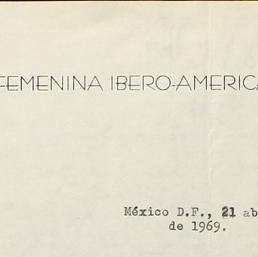 FEMENINA IBERO-AMERICA
México D.F., 21 ab
de 1969.